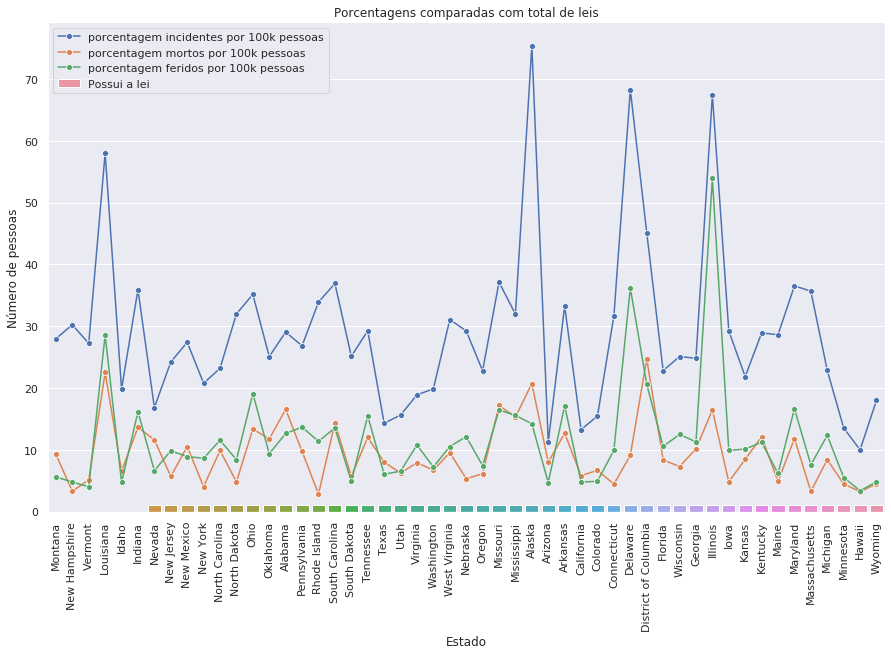 Porcentagens comparadas com total de leis
porcentagem incidentes por 100k pessoas
porcentagem mortos por 100k pessoas
porcentagem feridos por 100k pessoas
Possui a lei
Número de pessoas
70
60
50
40
30
20
10
0
Montana
New Hampshire
Vermont
Louisiana
Idaho
Indiana
Nevada
New Jersey
New Mexico
New York
North Carolina
North Dakota
Ohio
Oklahoma
Alabama
Pennsylvania
Rhode Island
South Carolina
South Dakota
Tennessee
Texas
Utah
Virginia
Washington
West Virginia
Nebraska
Oregon
Missouri
Mississippi
Alaska
Arizona
Arkansas
California
Colorado
Connecticut
Delaware
District of Columbia
Florida
Wisconsin
Georgia
Illinois
Iowa
Kansas
Kentucky
Maine
Maryland
Massachusetts
Michigan
Minnesota
Hawaii
Wyoming
Estado